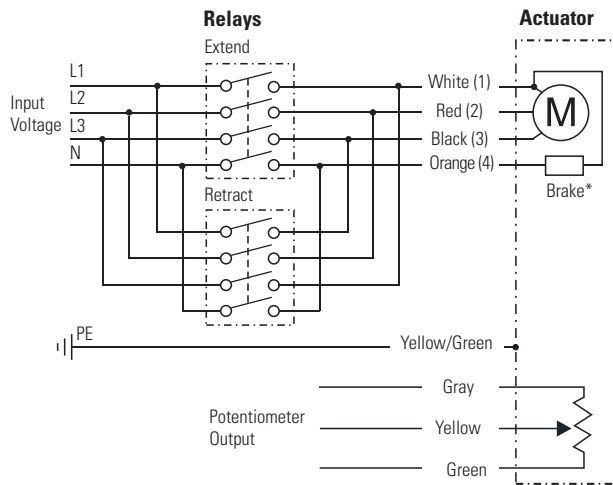 Relays
Actuator
Extend
L1
White (1)
Input
Voltage
L2
Red (2)
M
L3
Black (3)
N
Orange (4)
Brake*
Retract
PE
Yellow/Green
Gray
Potentiometer
Output
Yellow
Green